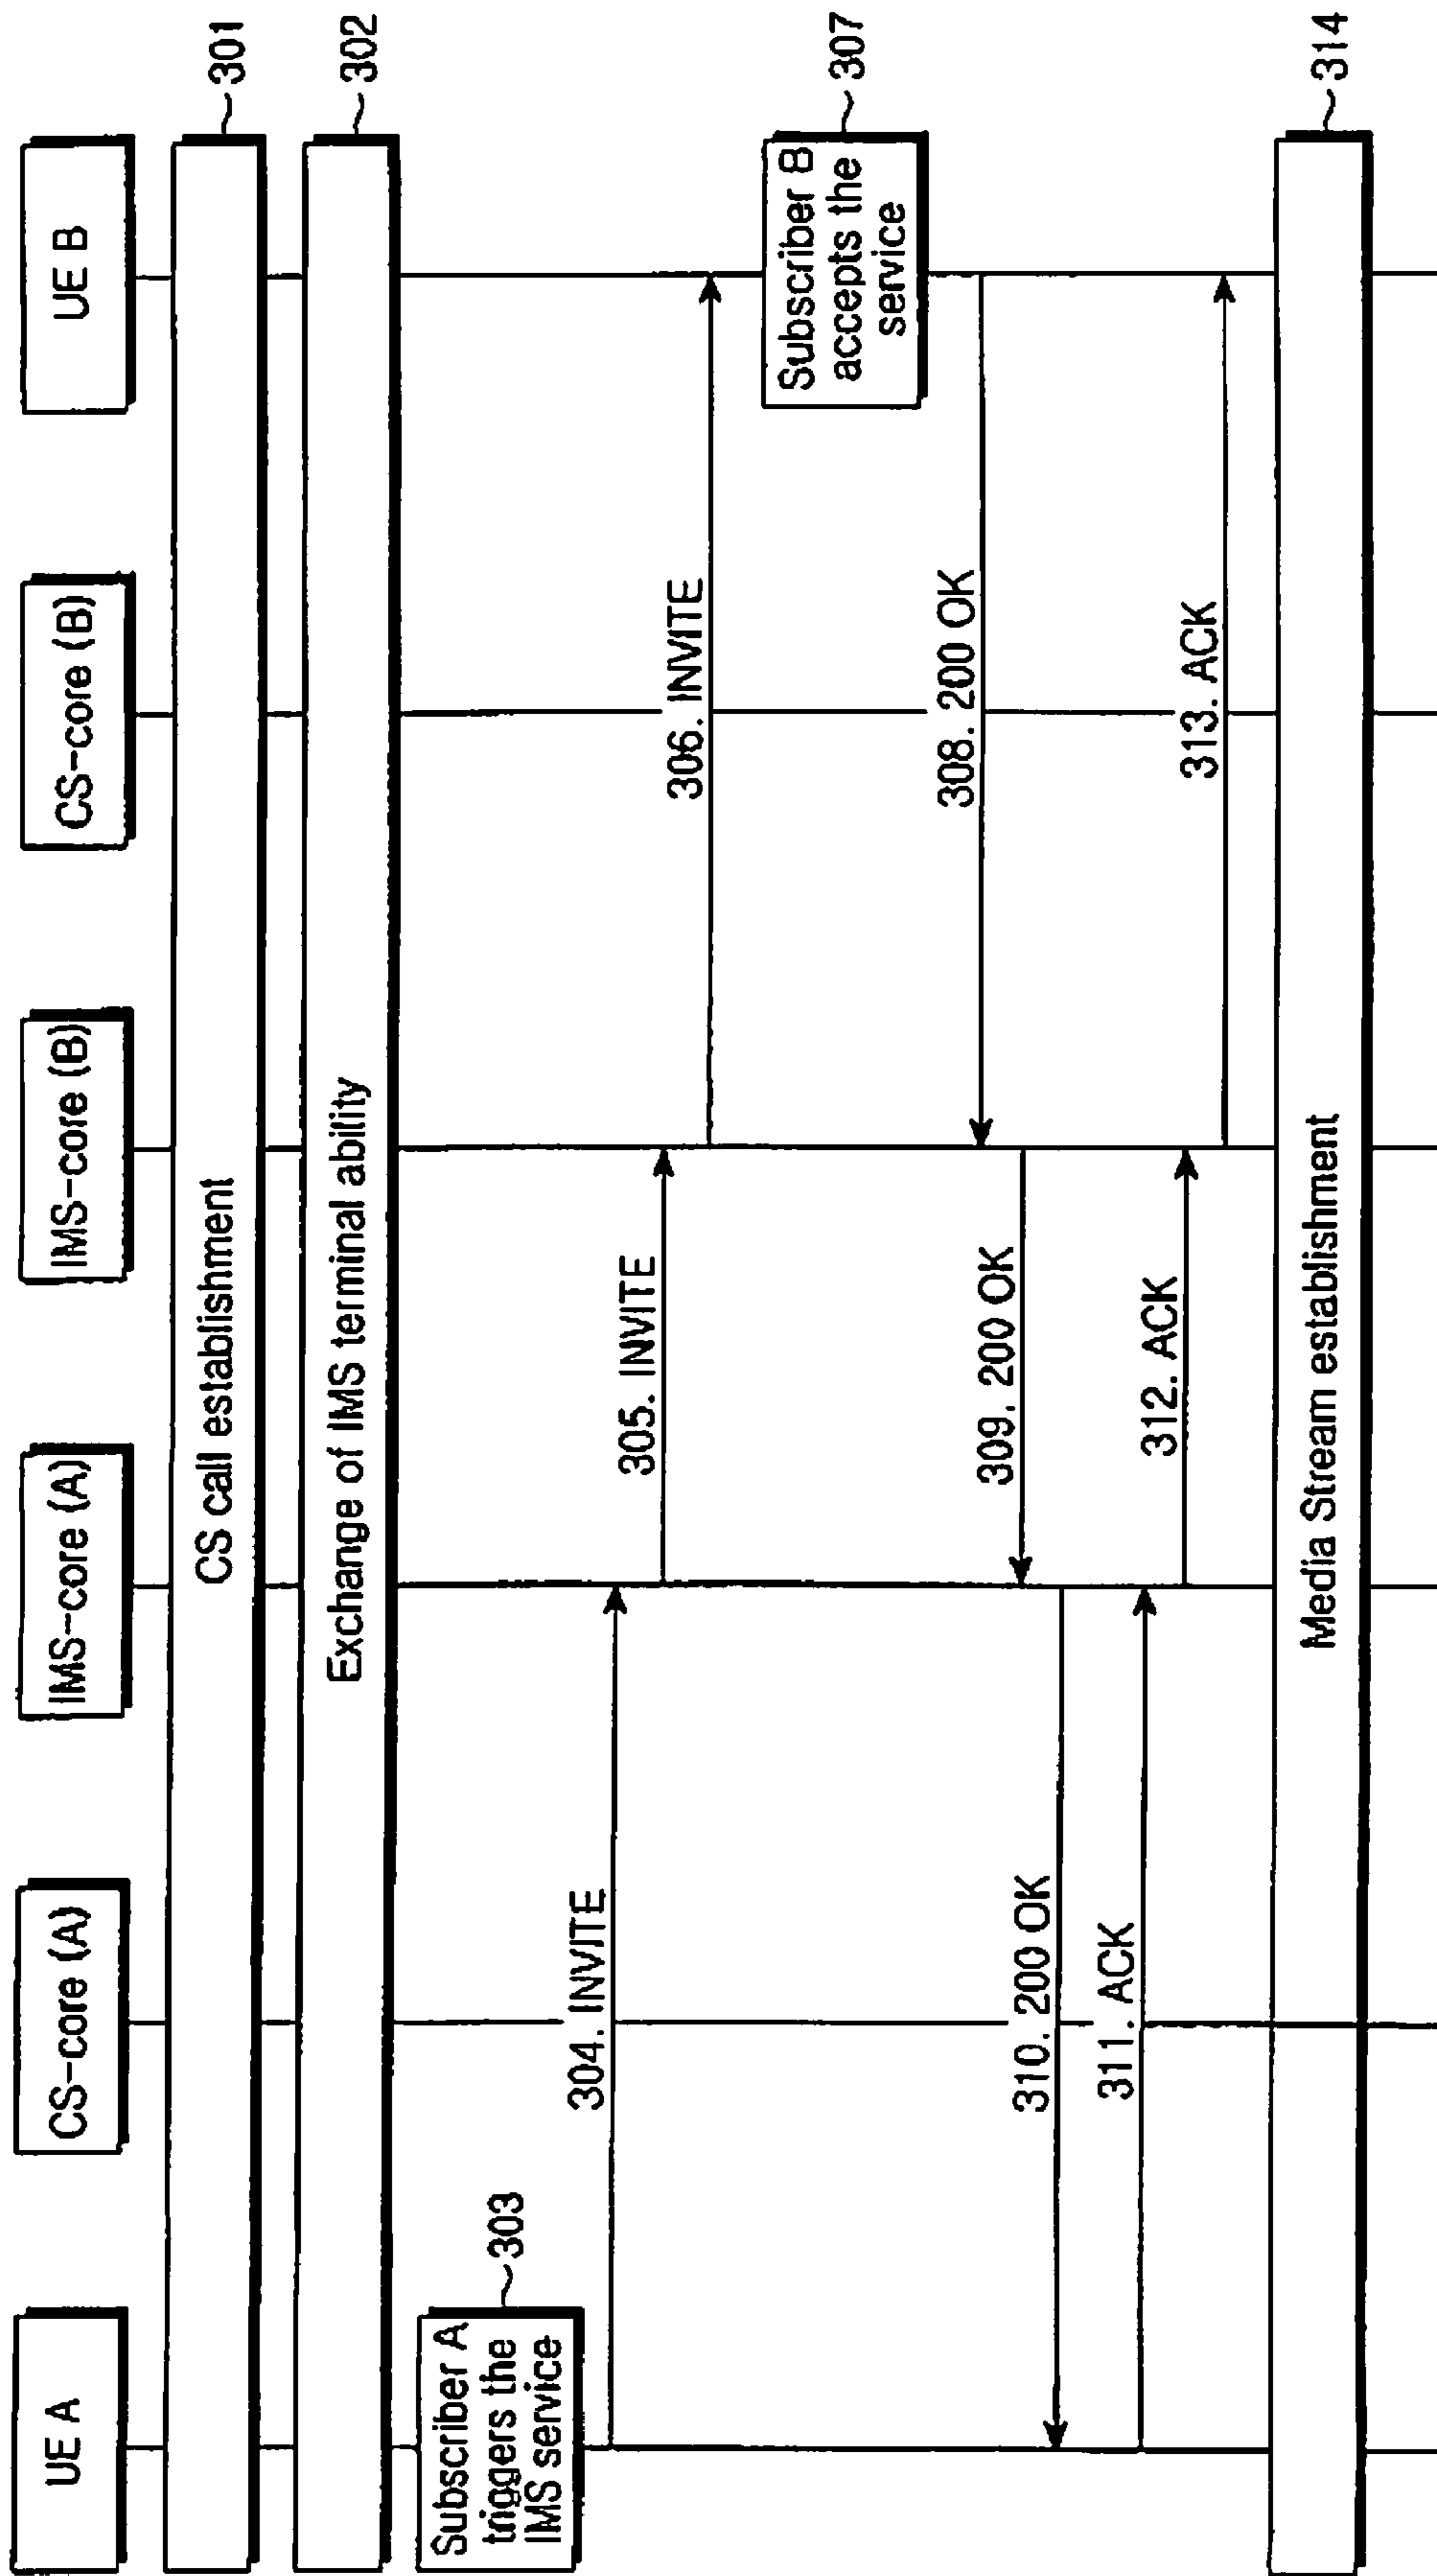 UE A
CS-core (A)
IMS-core (A)
IMS-core (B)
CS-core (B)
UE B
CS call establishment
301
Exchange of IMS terminal ability
302
Subscriber A
triggers the
IMS service
303
304. INVITE
305. INVITE
306. INVITE
Subscriber B
accepts the
service
307
308. 200 OK
309. 200 OK
310. 200 OK
311. ACK
312. ACK
313. ACK
Media Stream establishment
314